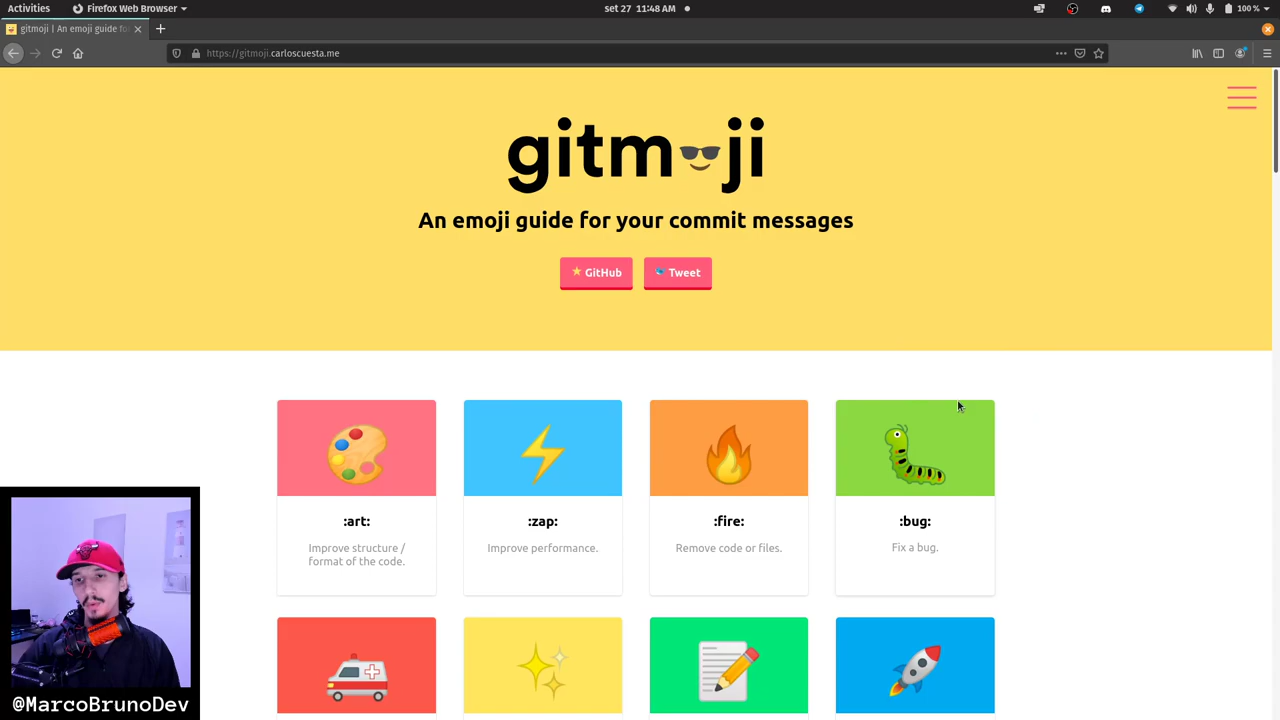 Activities
Firefox Web Browser
set 27 11:48 AM
100 %
gitmoji | An emoji guide fo
https://gitmoji.carloscuesta.me
gitm ji
An emoji guide for your commit messages
GitHub
Tweet
:art:
Improve structure /
format of the code.
:zap:
Improve performance.
:fire:
Remove code or files.
:bug:
Fix a bug.
@MarcoBrunoDev